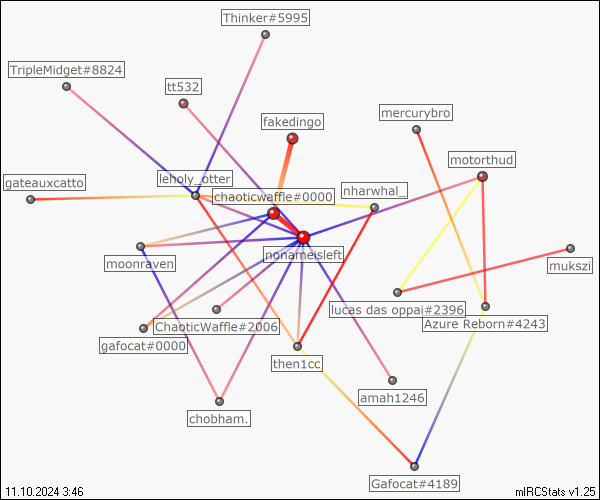 Thinker#5995
TripleMidget#8824
tt532
mercurybro
fakedingo
motorthud
leholy_otter
gateauxcatto
nharwhal_
chaoticwaffle#0000
nonameisleft
moonraven
mukszi
lucas das oppai#2396
Azure Reborn#4243
ChaoticWaffle#2006
gafocat#0000
then1cc
amah1246
chobham.
Gafocat#4189
11.10.2024 3:46
mIRCStats v1.25